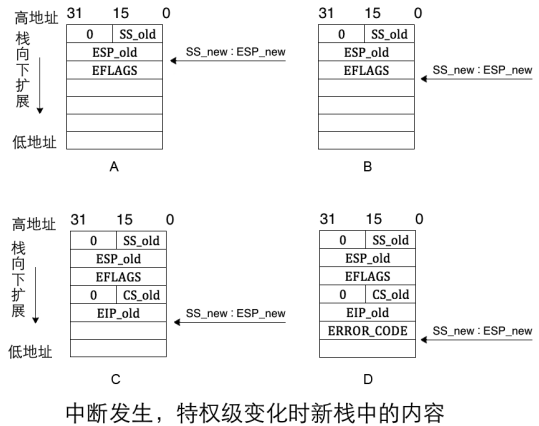 31 15 0
高地址
栈向下扩展
低地址
0 SS_old
ESP_old
EFLAGS
SS_new : ESP_new
A
31 15 0
0 SS_old
ESP_old
EFLAGS
SS_new : ESP_new
B
31 15 0
高地址
栈向下扩展
低地址
0 SS_old
ESP_old
EFLAGS
0 CS_old
EIP_old
SS_new : ESP_new
C
31 15 0
0 SS_old
ESP_old
EFLAGS
0 CS_old
EIP_old
ERROR_CODE
SS_new : ESP_new
D
中断发生，特权级变化时新栈中的内容